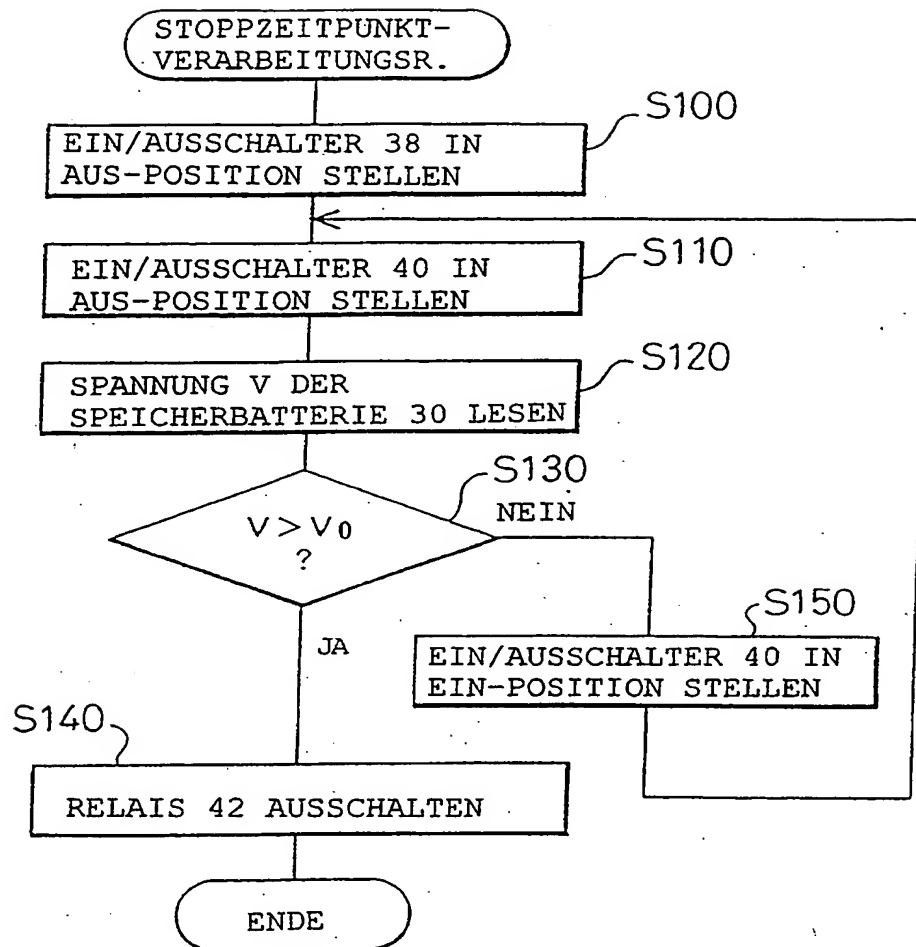 STOPPZEITPUNKT-
VERARBEITUNGSR.
S100
EIN/AUSSCHALTER 38 IN
AUS-POSITION STELLEN
S110
EIN/AUSSCHALTER 40 IN
AUS-POSITION STELLEN
S120
SPANNUNG V DER
SPEICHERBATTERIE 30 LESEN
S130
V > V0
?
NEIN
JA
S150
EIN/AUSSCHALTER 40 IN
EIN-POSITION STELLEN
S140
RELAIS 42 AUSSCHALTEN
ENDE